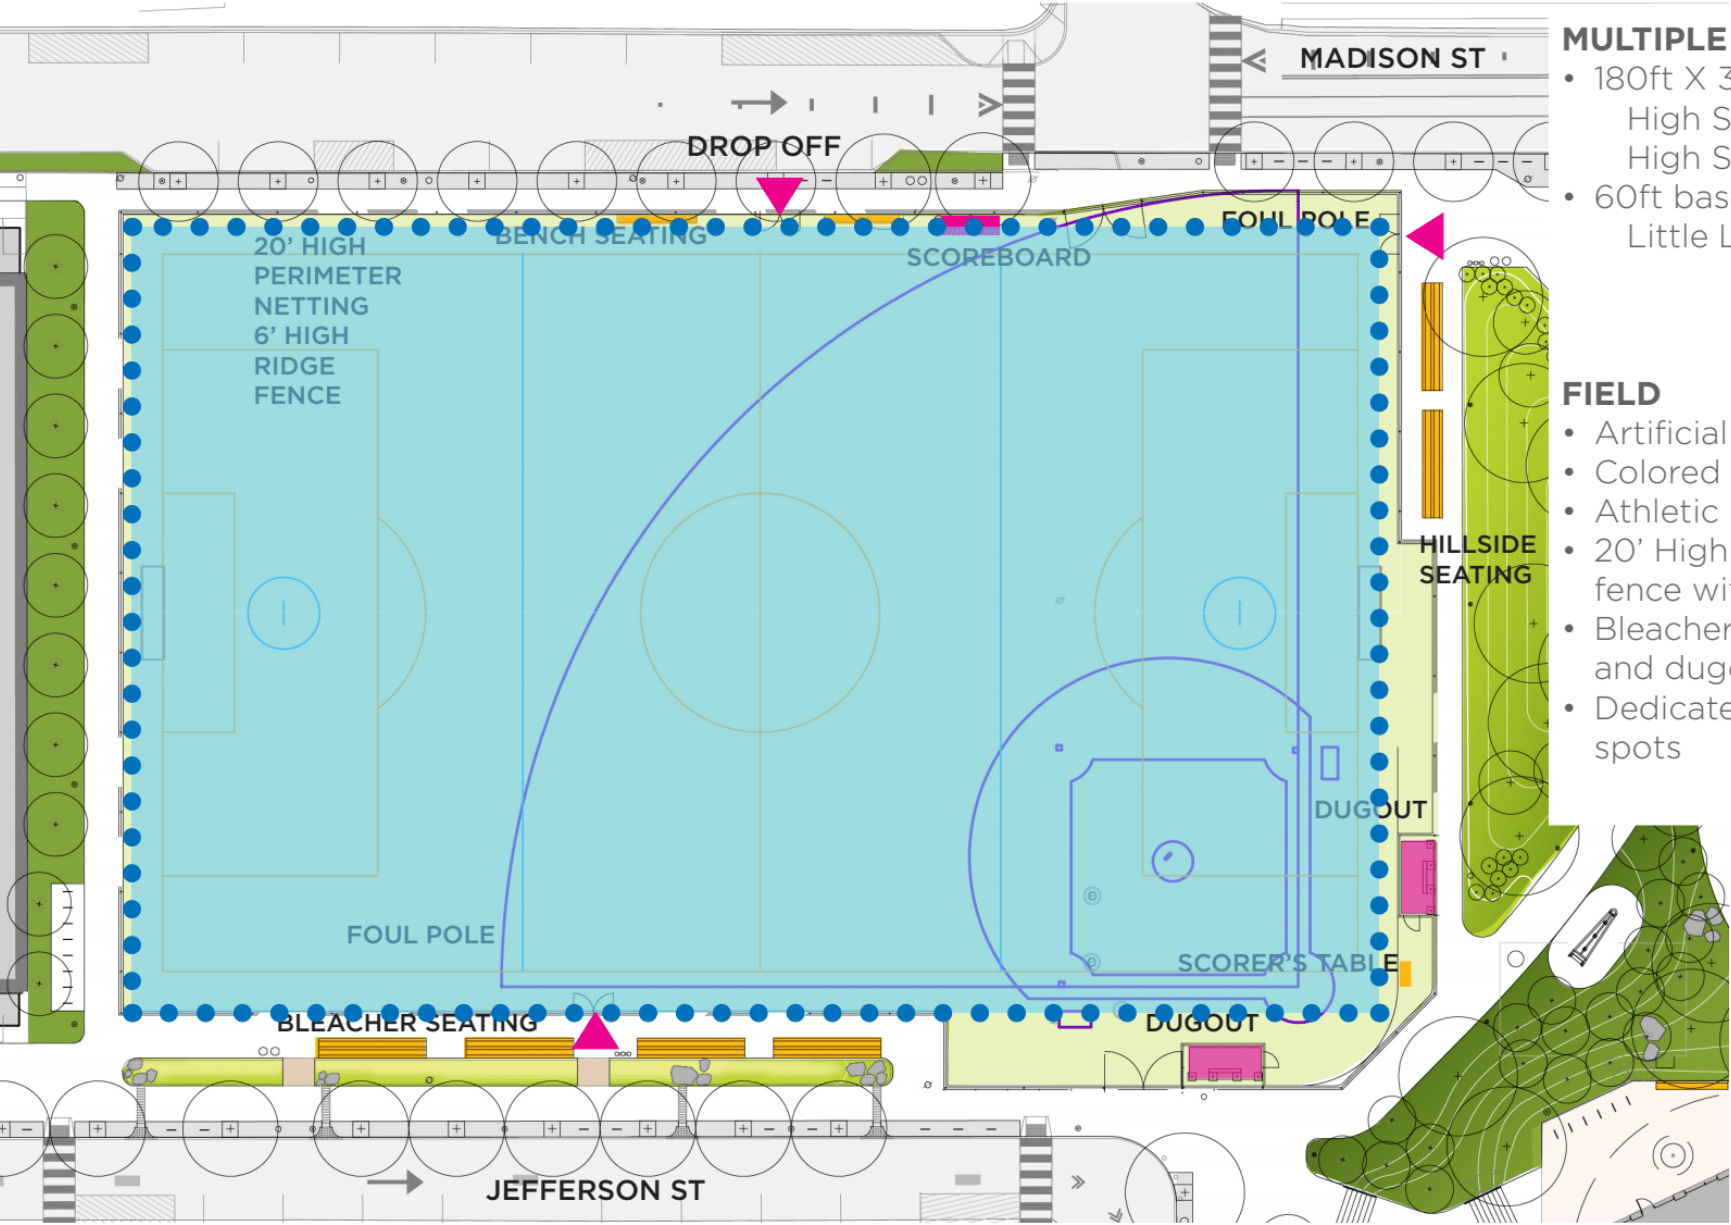 MADISON ST
DROP OFF
FOUL POLE
BENCH SEATING
SCOREBOARD
20’ HIGH
PERIMETER
NETTING
6’ HIGH
RIDGE
FENCE
HILLSIDE
SEATING
DUGOUT
FOUL POLE
SCORER’S TABLE
BLEACHER SEATING
DUGOUT
JEFFERSON ST
MULTIPLE
• 180ft X 3
High S
High S
• 60ft bas
Little L
FIELD
• Artificial
• Colored
• Athletic
• 20’ High
fence wi
• Bleacher
and dug
• Dedicate
spots